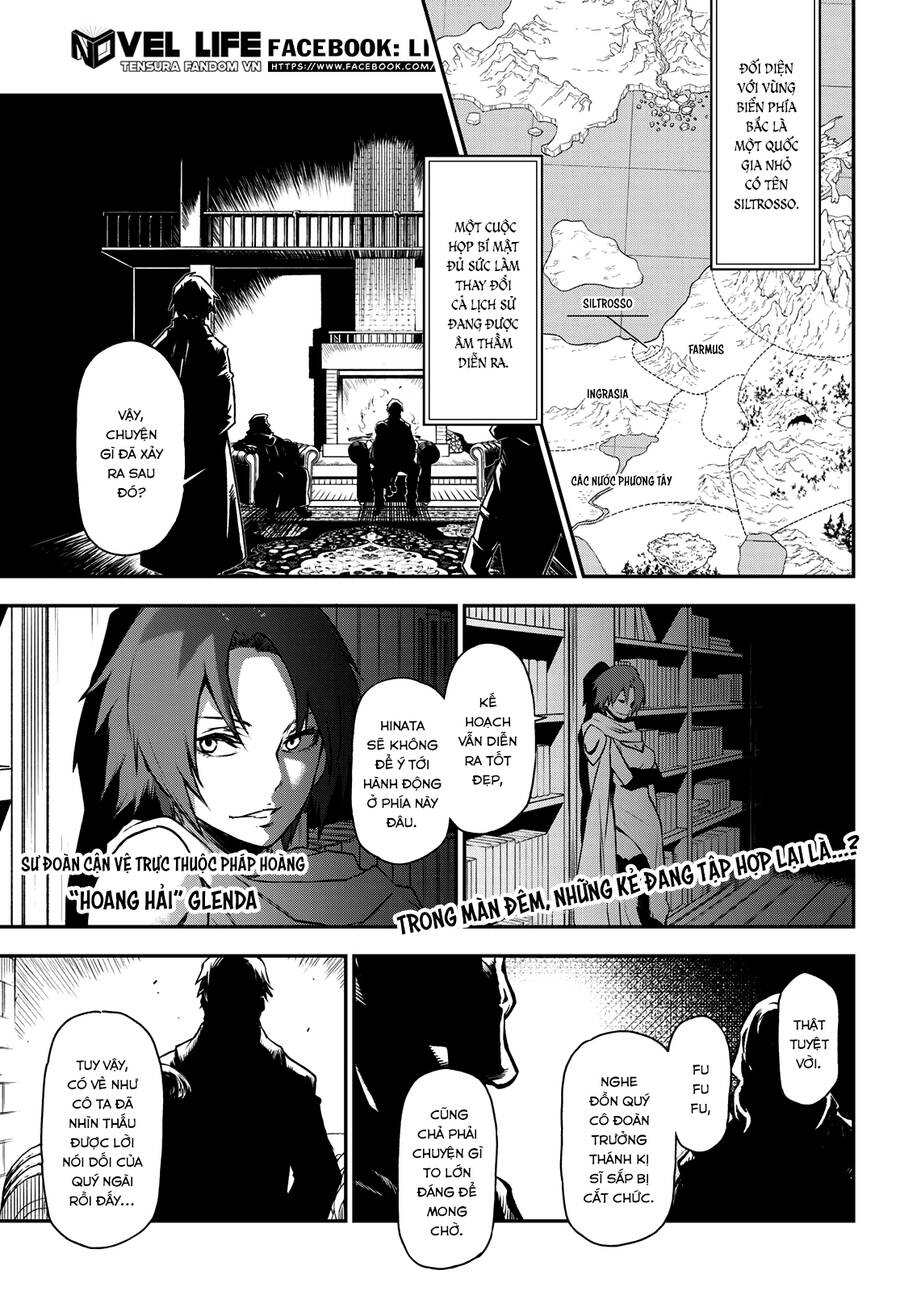 NOVEL LIFE
TENSURA FANDOM VN
FACEBOOK: LI
HTTPS://WWW.FACEBOOK.COM/
ĐỐI DIỆN
VỚI VÙNG
BIỂN PHÍA
BẮC LÀ
MỘT QUỐC
GIA NHỎ
CÓ TÊN
SILTROSSO.
SILTROSSO
FARMUS
INGRASIA
CÁC NƯỚC PHƯƠNG TÂY
MỘT CUỘC
HỌP BÍ MẬT
ĐỦ SỨC LÀM
THAY ĐỔI
CẢ LỊCH SỬ
ĐANG ĐƯỢC
ÂM THẦM
DIỄN RA.
VẬY,
CHUYỆN
GÌ ĐÃ XẢY
RA SAU
ĐÓ?
KẾ
HOẠCH
VẪN DIỄN
RA TỐT
ĐẸP,
HINATA
SẼ KHÔNG
ĐỂ Ý TỚI
HÀNH ĐỘNG
Ở PHÍA NÀY
ĐÂU.
TRONG MÀN ĐÊM, NHỮNG KẺ ĐANG TẬP HỢP LẠI LÀ...?
SƯ ĐOÀN CẬN VỆ TRỰC THUỘC PHÁP HOÀNG
“HOANG HẢI” GLENDA
THẬT
TUYỆT
VỜI.
FU
FU
FU,
NGHE
ĐỒN QUÝ
CÔ ĐOÀN
TRƯỞNG
THÁNH KỊ
SĨ SẮP BỊ
CẮT CHỨC.
CŨNG
CHẢ PHẢI
CHUYỆN GÌ
TO LỚN
ĐÁNG ĐỂ
MONG
CHỜ.
TUY VẬY,
CÓ VẺ NHƯ
CÔ TA ĐÃ
NHÌN THẤU
ĐƯỢC LỜI
NÓI DỐI CỦA
QUÝ NGÀI
RỒI ĐẤY...